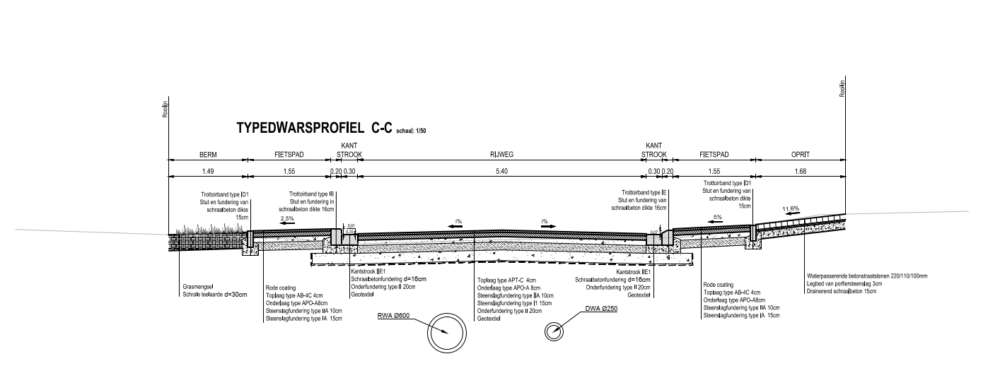 Rooilijn
Rooilijn
TYPEDWARSPROFIEL C-C schaal: 1/50
BERM
FIETSPAD
KANT
STROOK
RIJWEG
KANT
STROOK
FIETSPAD
OPRIT
1.49
1.55
0.20
0.30
5.40
0.30
0.20
1.55
1.68
Trottoirband type ID1
Stut en fundering van
schraalbeton dikte
15cm
Trottoirband type IB
Stut en fundering in
schraalbeton dikte 16cm
Trottoirband type IE
Stut en fundering van
schraalbeton dikte 16cm
Trottoirband type ID1
Stut en fundering van
schraalbeton dikte
15cm
2.5%
0.01
0.10
i%
i%
0.07
5%
11.6%
Grasmengsel
Schrale teelaarde d=30cm
Rode coating
Toplaag type AB-4C 4cm
Onderlaag type APO-A8cm
Steenslagfundering type IIA 10cm
Steenslagfundering type IA 15cm
Kantstrook IIE1
Schraalbetonfundering d=16cm
Onderfundering type II 20cm
Geotextiel
Toplaag type APT-C 4cm
Onderlaag type APO-A 8cm
Steenslagfundering type IIA 10cm
Steenslagfundering type I1 15cm
Onderfundering type II 20cm
Geotextiel
Kantstrook IIE1
Schraalbetonfundering d=16cm
Onderfundering type II 20cm
Geotextiel
Rode coating
Toplaag type AB-4C 4cm
Onderlaag type APO-A8cm
Steenslagfundering type IIA 10cm
Steenslagfundering type IA 15cm
Waterpasserende betonstraatstenen 220/110/100mm
Legbed van porfiersteenslag 3cm
Drainerend schraalbeton 15cm
RWA Ø600
DWA Ø250